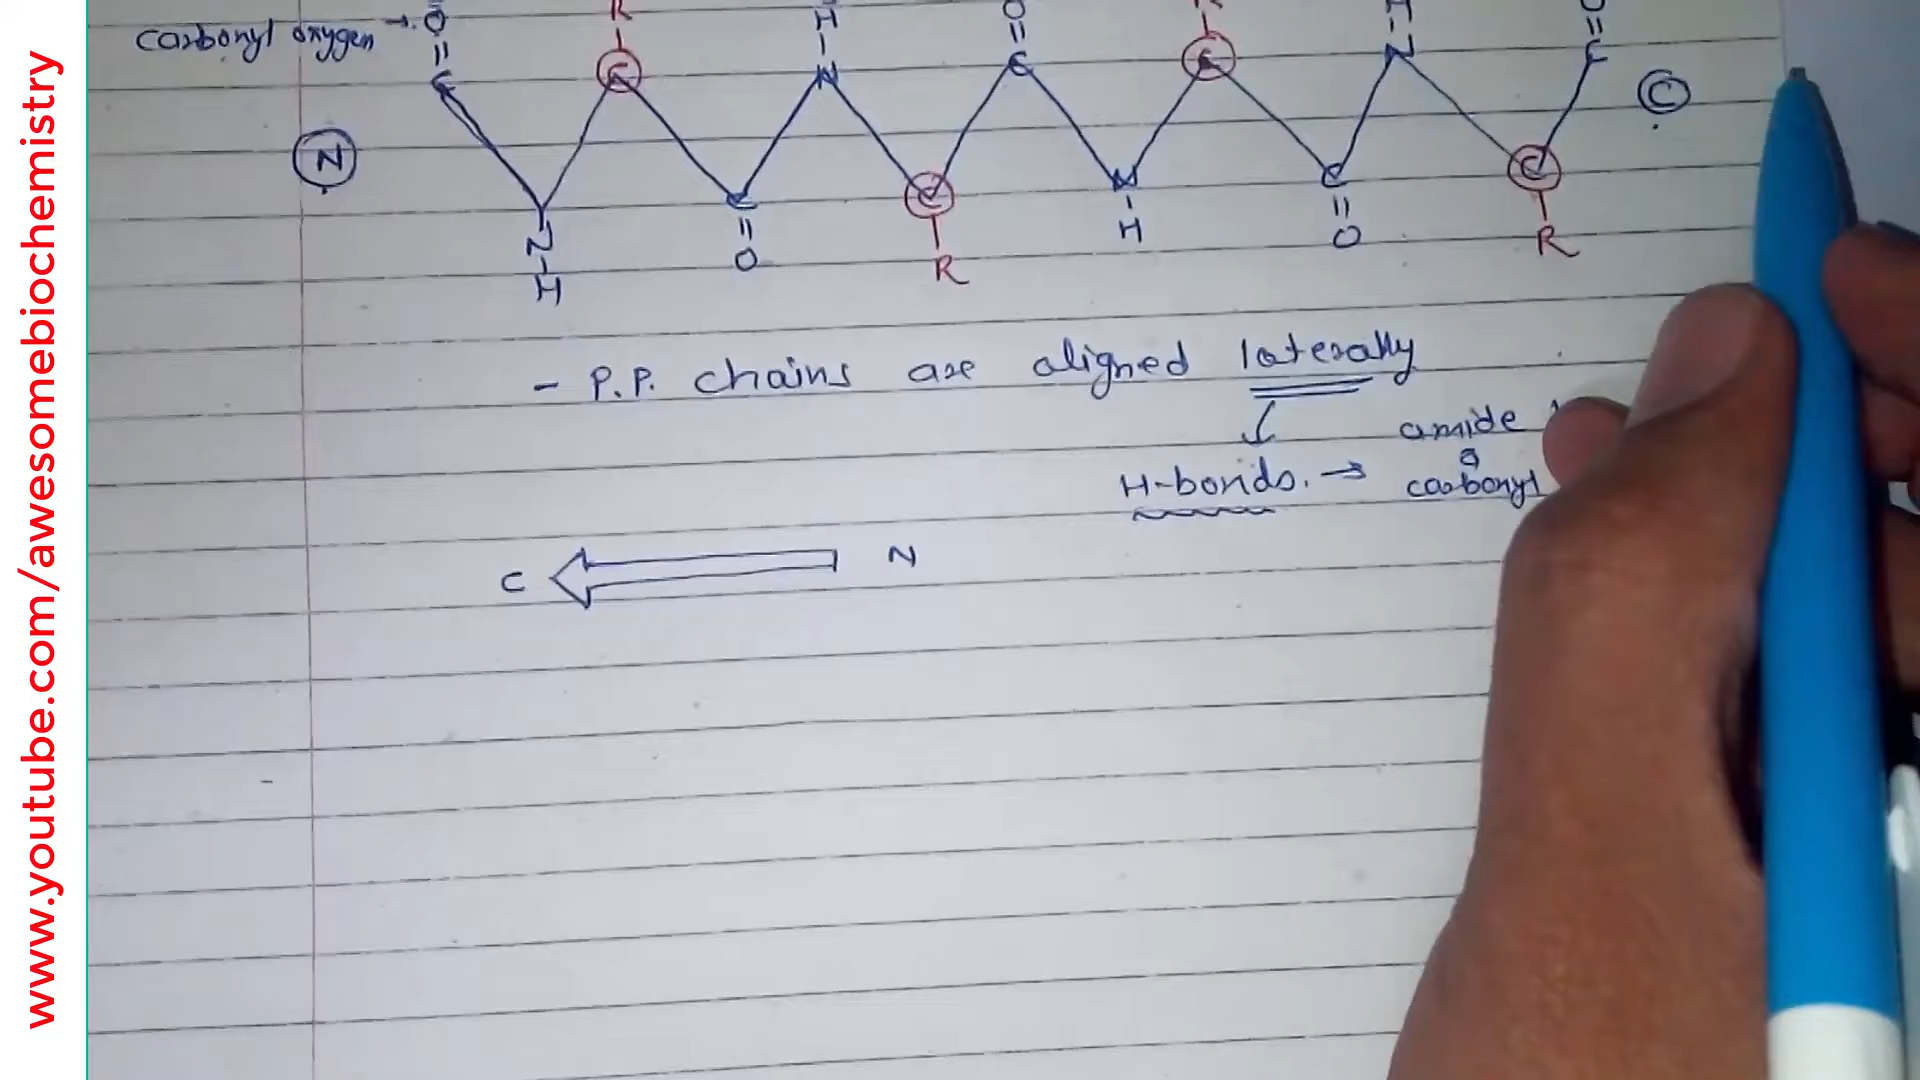 www.youtube.com/awesomebiochemistry
carbonyl oxygen → O R H O R H O
C C N C C N C
N C
N C C N C C
H O R H O R
- P.P. chains are aligned laterally
↓ amide
H-bonds. → & carbonyl
C N